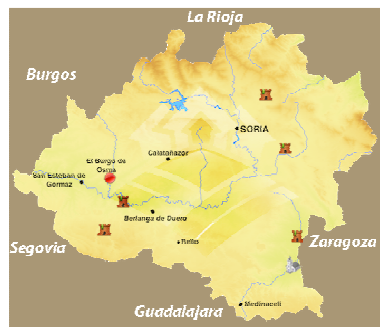 La Rioja
Burgos
SORIA
Calatañazor
El Burgo de
Osma
San Esteban de
Gormaz
Berlanga de Duero
Segovia
Zaragoza
Medinaceli
Guadalajara